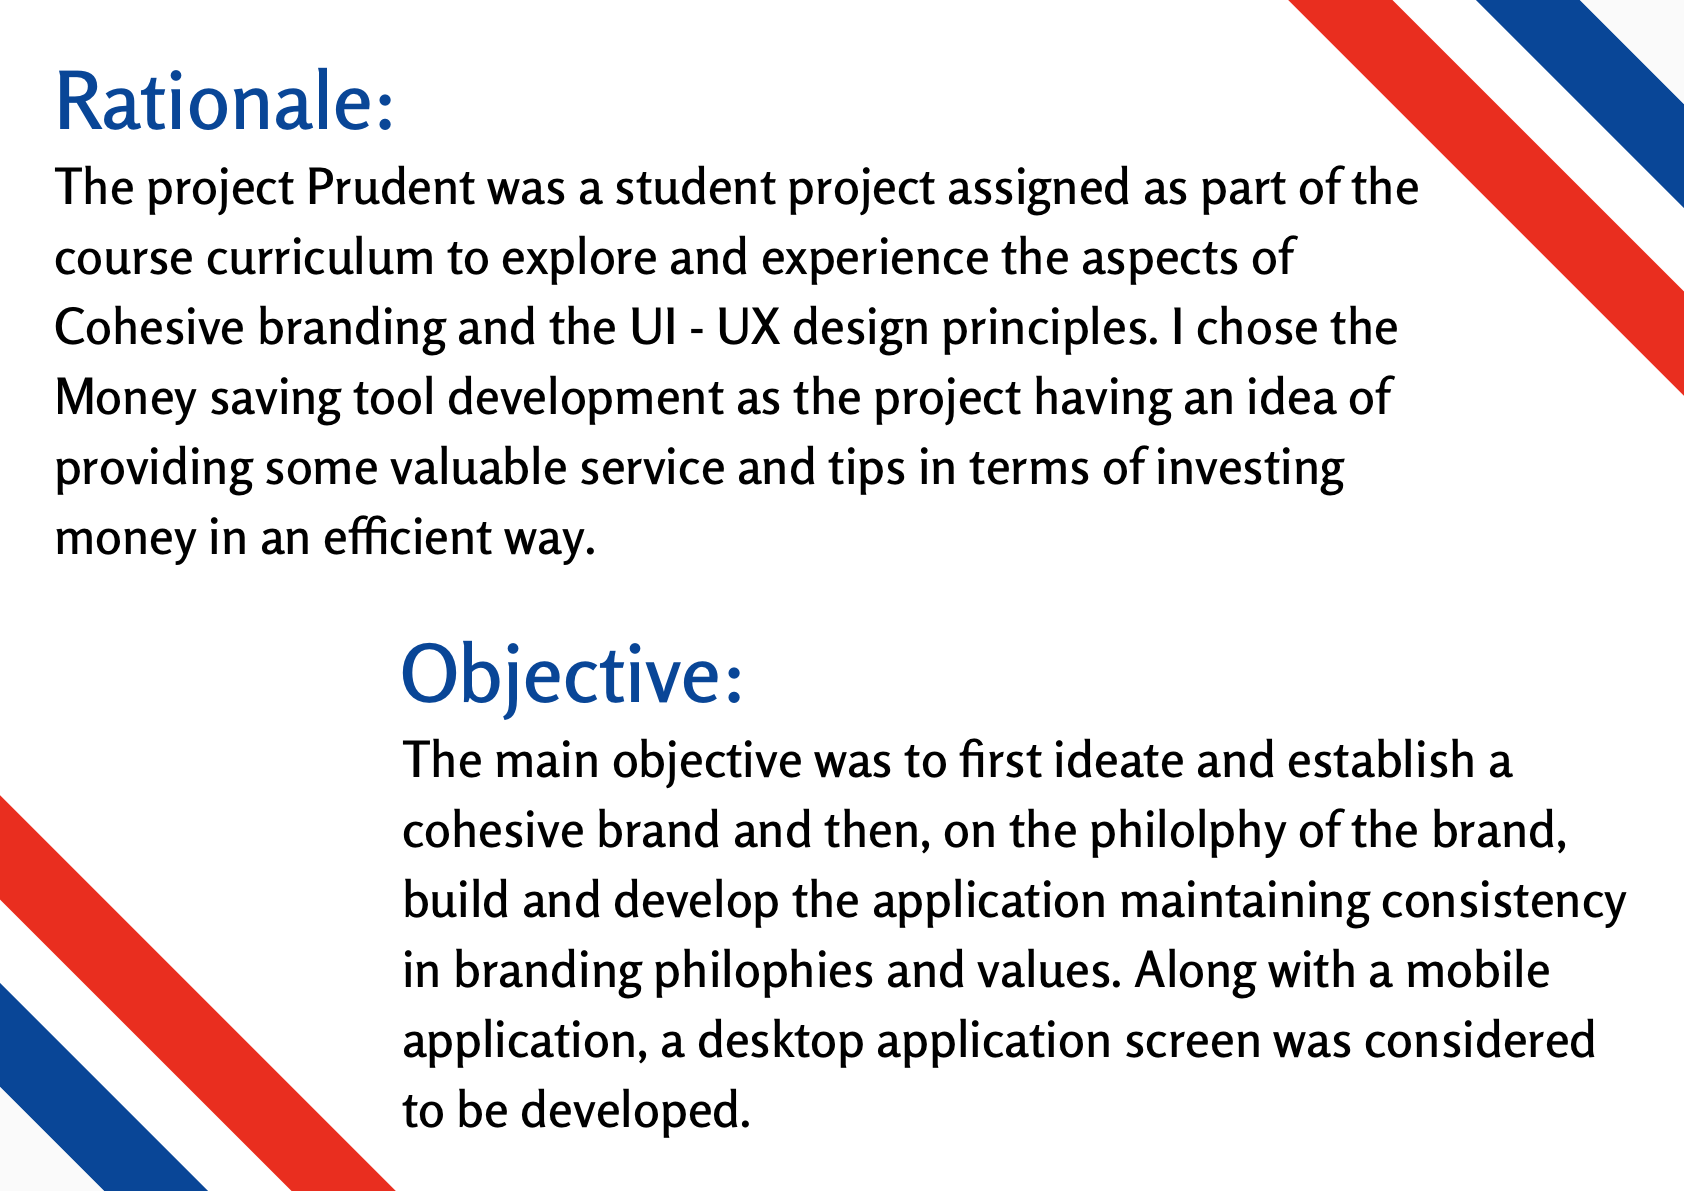 Rationale:
The project Prudent was a student project assigned as part of the
course curriculum to explore and experience the aspects of
Cohesive branding and the UI - UX design principles. I chose the
Money saving tool development as the project having an idea of
providing some valuable service and tips in terms of investing
money in an efficient way.
Objective:
The main objective was to first ideate and establish a
cohesive brand and then, on the philolphy of the brand,
build and develop the application maintaining consistency
in branding philophies and values. Along with a mobile
application, a desktop application screen was considered
to be developed.